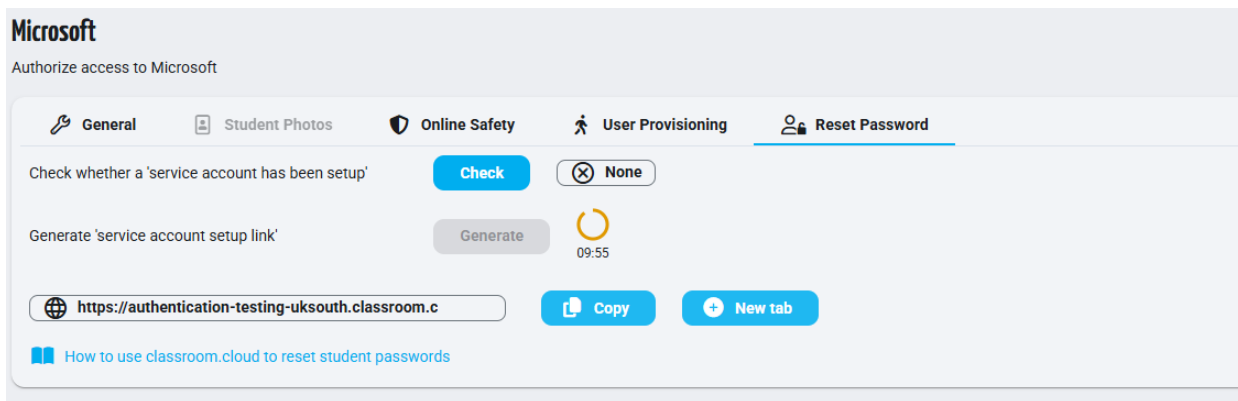 Microsoft
Authorize access to Microsoft
General
Student Photos
Online Safety
User Provisioning
Reset Password
Check whether a 'service account has been setup'
Check
None
Generate 'service account setup link'
Generate
09:55
https://authentication-testing-uksouth.classroom.c
Copy
New tab
How to use classroom.cloud to reset student passwords